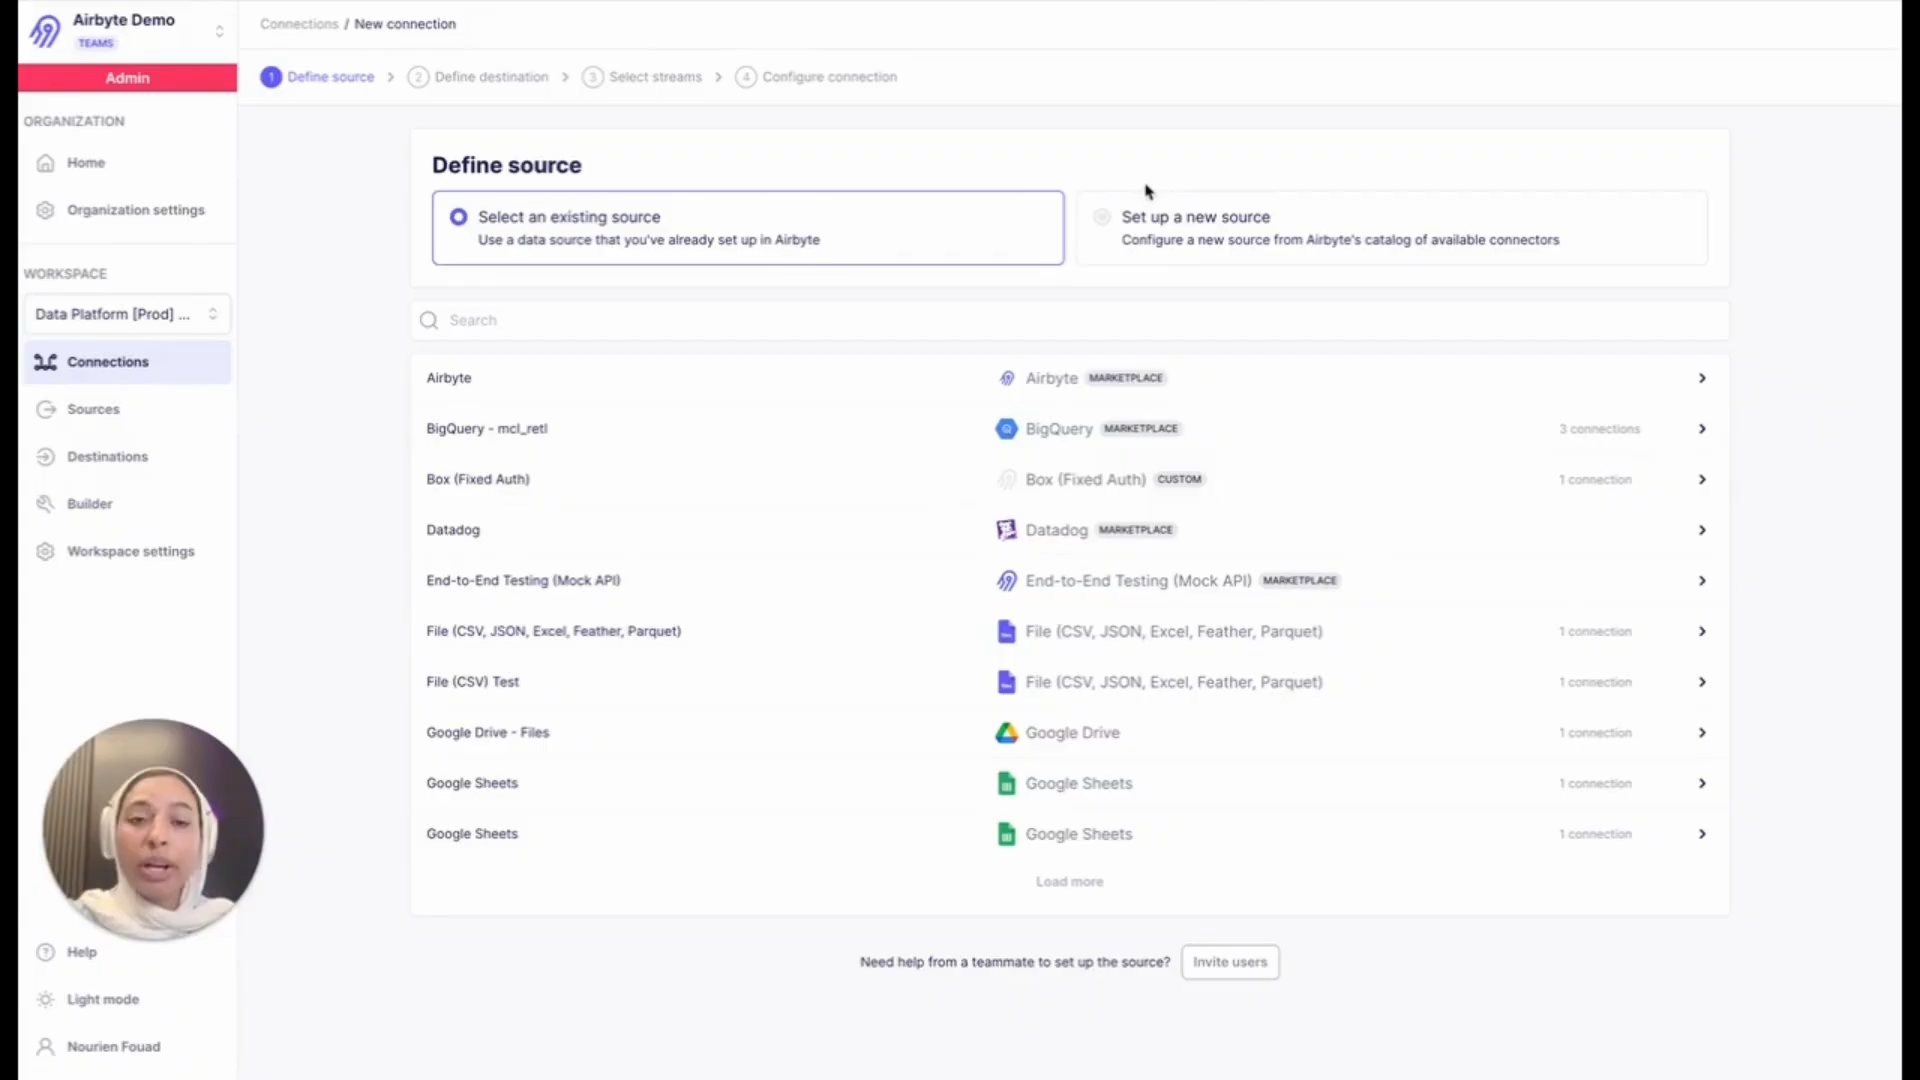 Airbyte Demo
TEAMS
Admin
ORGANIZATION
Home
Organization settings
WORKSPACE
Data Platform [Prod] ...
Connections
Sources
Destinations
Builder
Workspace settings
Help
Light mode
Nourien Fouad
Connections / New connection
1 Define source > 2 Define destination > 3 Select streams > 4 Configure connection
Define source
Select an existing source
Use a data source that you've already set up in Airbyte
Set up a new source
Configure a new source from Airbyte's catalog of available connectors
Search
Airbyte Airbyte MARKETPLACE
BigQuery - mcl_retl BigQuery MARKETPLACE 3 connections
Box (Fixed Auth) Box (Fixed Auth) CUSTOM 1 connection
Datadog Datadog MARKETPLACE
End-to-End Testing (Mock API) End-to-End Testing (Mock API) MARKETPLACE
File (CSV, JSON, Excel, Feather, Parquet) File (CSV, JSON, Excel, Feather, Parquet) 1 connection
File (CSV) Test File (CSV, JSON, Excel, Feather, Parquet) 1 connection
Google Drive - Files Google Drive 1 connection
Google Sheets Google Sheets 1 connection
Google Sheets Google Sheets 1 connection
Load more
Need help from a teammate to set up the source? Invite users